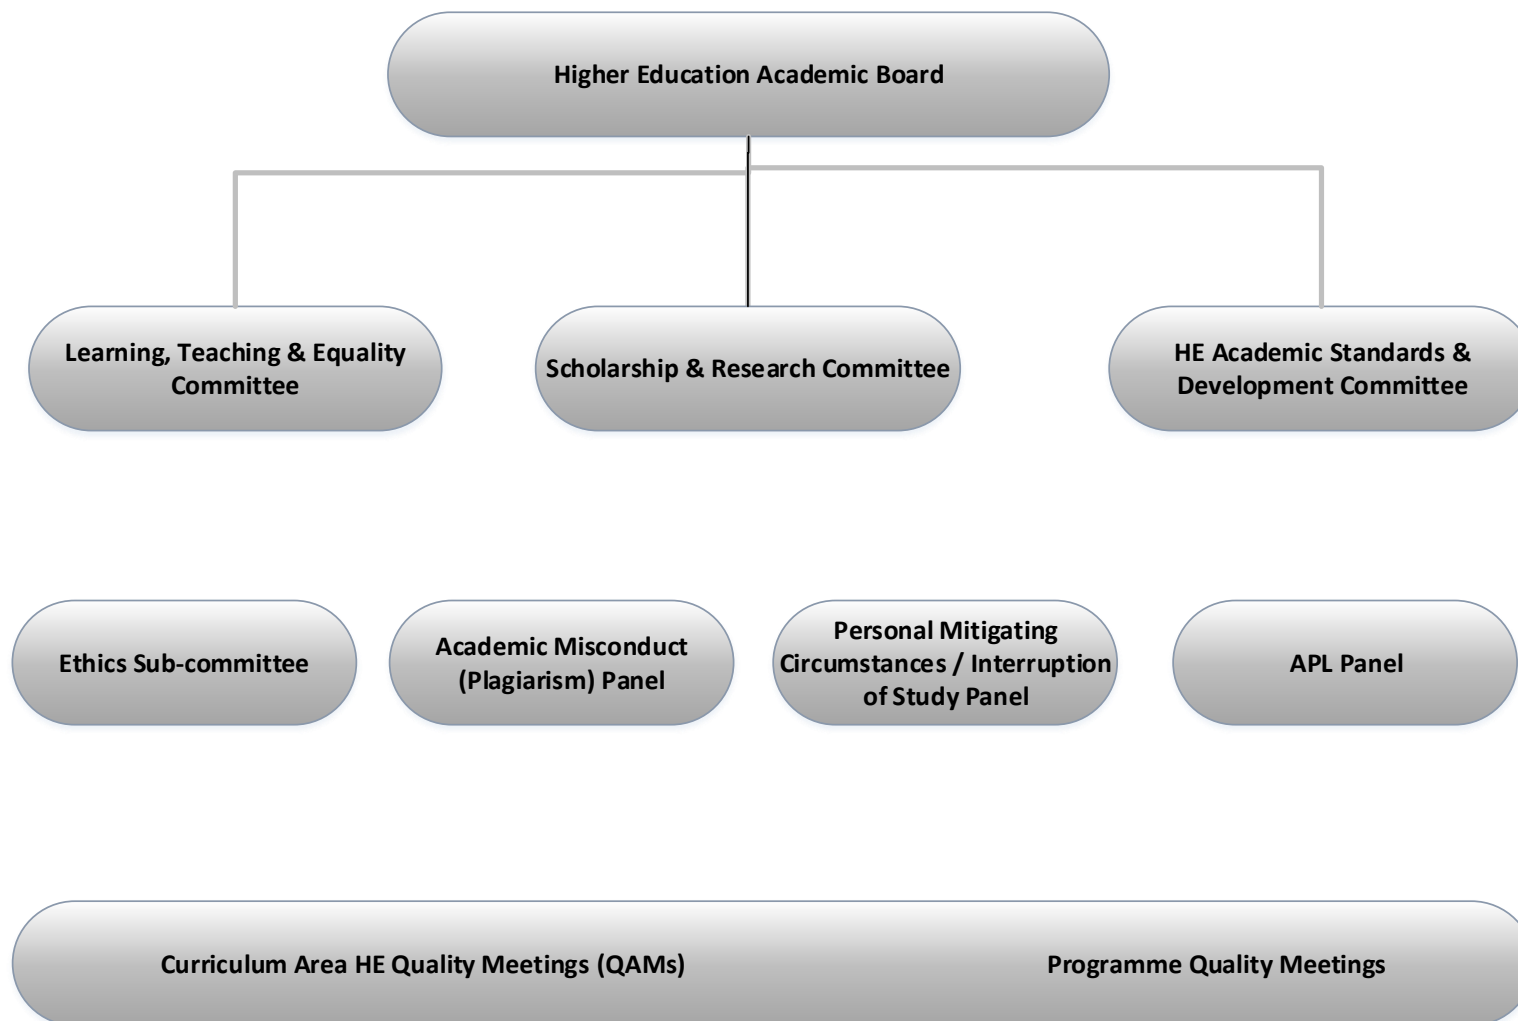 Higher Education Academic Board
Learning, Teaching & Equality
Committee
Scholarship & Research Committee
HE Academic Standards &
Development Committee
Ethics Sub-committee
Academic Misconduct
(Plagiarism) Panel
Personal Mitigating
Circumstances / Interruption
of Study Panel
APL Panel
Curriculum Area HE Quality Meetings (QAMs)
Programme Quality Meetings